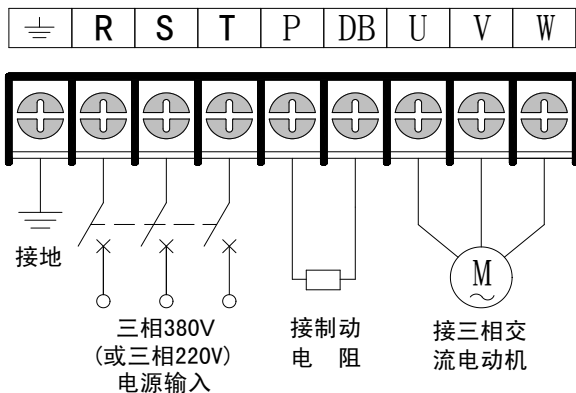 ⏚ R S T P DB U V W
接地
三相380V
(或三相220V)
电源输入
接制动
电 阻
M
接三相交
流电动机